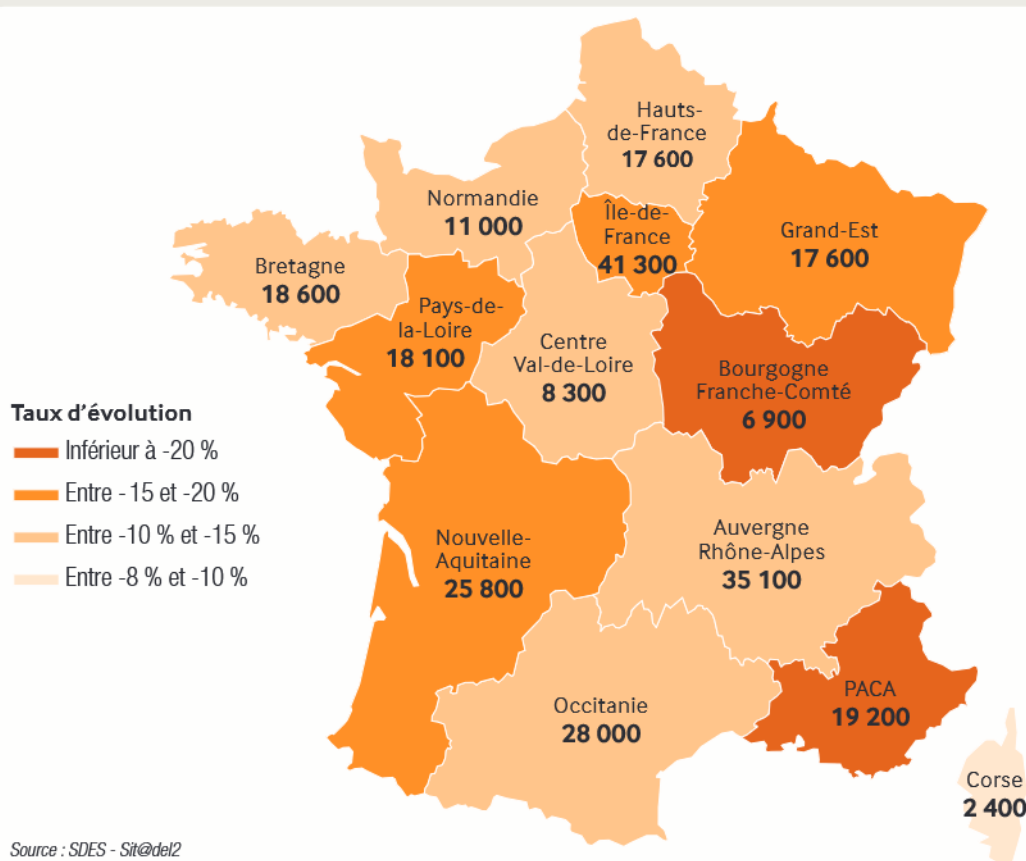 Hauts-
de-France
17 600
Normandie
11 000
Île-de-
France
41 300
Grand-Est
17 600
Bretagne
18 600
Pays-de-
la-Loire
18 100
Centre
Val-de-Loire
8 300
Bourgogne
Franche-Comté
6 900
Taux d’évolution
Inférieur à -20 %
Entre -15 et -20 %
Entre -10 % et -15 %
Entre -8 % et -10 %
Nouvelle-
Aquitaine
25 800
Auvergne
Rhône-Alpes
35 100
Occitanie
28 000
PACA
19 200
Corse
2 400
Source : SDES - Sit@del2